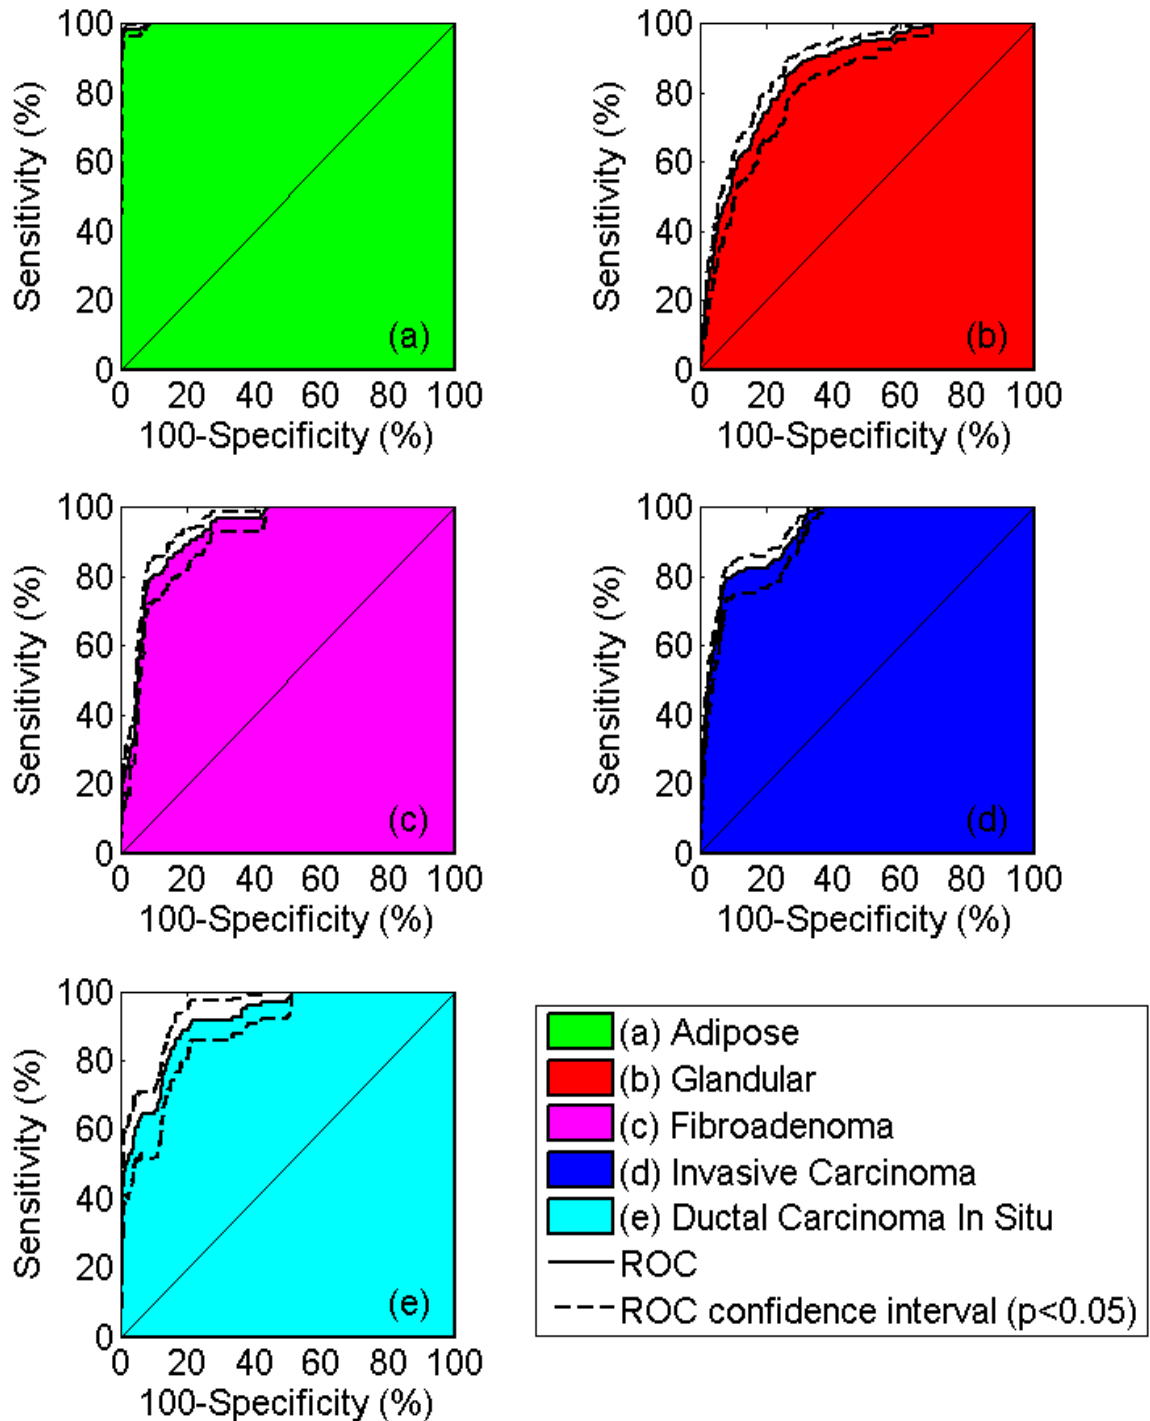 100
80
60
40
20
0
Sensitivity (%)
(a)
0 20 40 60 80 100
100-Specificity (%)
100
80
60
40
20
0
Sensitivity (%)
(b)
0 20 40 60 80 100
100-Specificity (%)
100
80
60
40
20
0
Sensitivity (%)
(c)
0 20 40 60 80 100
100-Specificity (%)
100
80
60
40
20
0
Sensitivity (%)
(d)
0 20 40 60 80 100
100-Specificity (%)
100
80
60
40
20
0
Sensitivity (%)
(e)
0 20 40 60 80 100
100-Specificity (%)
(a) Adipose
(b) Glandular
(c) Fibroadenoma
(d) Invasive Carcinoma
(e) Ductal Carcinoma In Situ
ROC
ROC confidence interval (p<0.05)